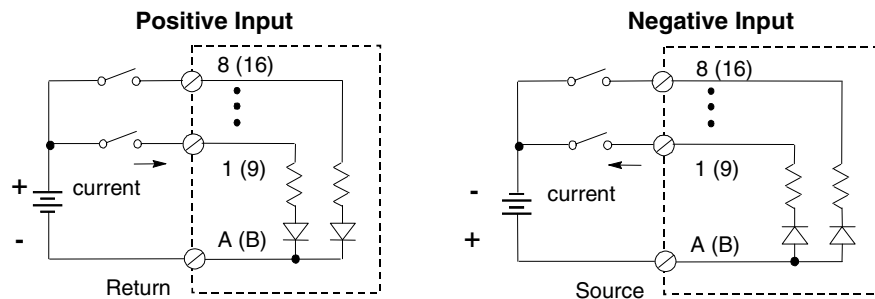 Positive Input
8 (16)
1 (9)
+
current
-
A (B)
Return
Negative Input
8 (16)
1 (9)
-
current
+
A (B)
Source